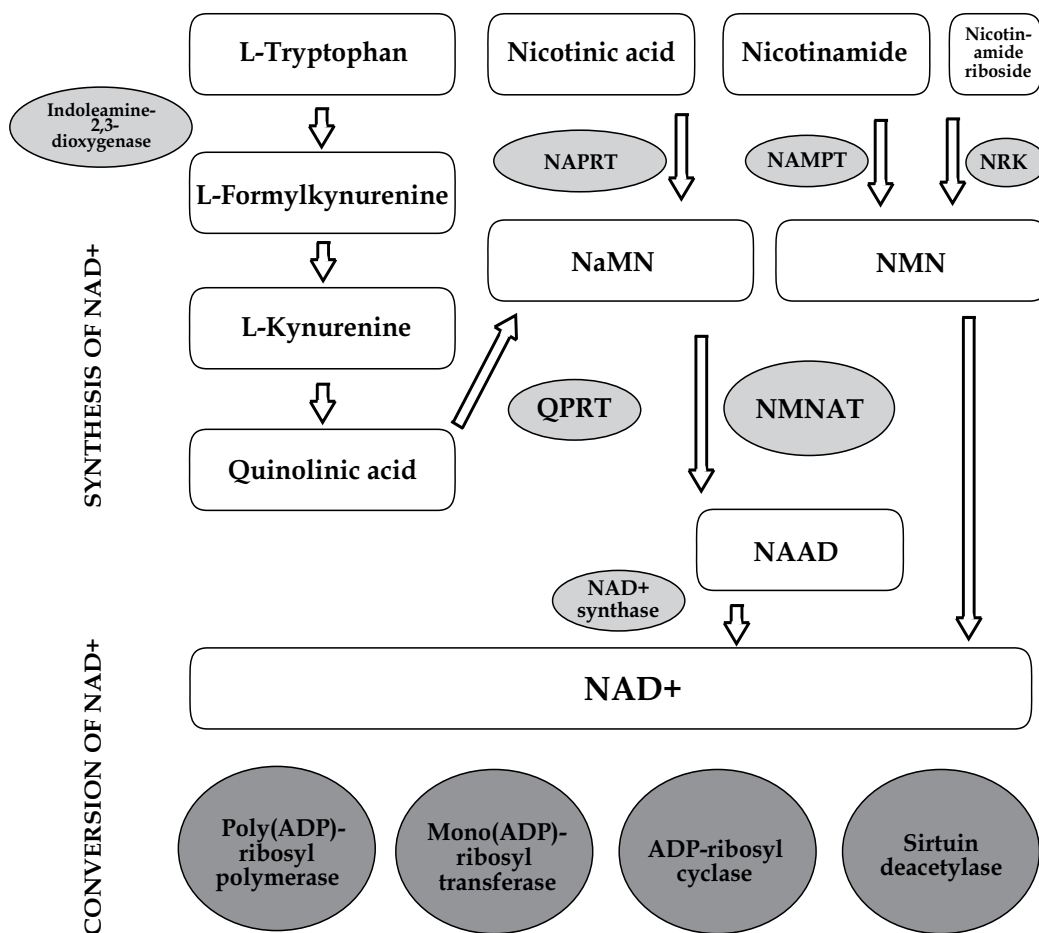 L-Tryptophan
Nicotinic acid
Nicotinamide
Nicotin-
amide
riboside
Indoleamine-
2,3-
dioxygenase
NAPRT
NAMPT
NRK
L-Formylkynurenine
NaMN
NMN
SYNTHESIS OF NAD+
L-Kynurenine
QPRT
NMNAT
Quinolinic acid
NAAD
NAD+
synthase
NAD+
CONVERSION OF NAD+
Poly(ADP)-
ribosyl
polymerase
Mono(ADP)-
ribosyl
transferase
ADP-ribosyl
cyclase
Sirtuin
deacetylase